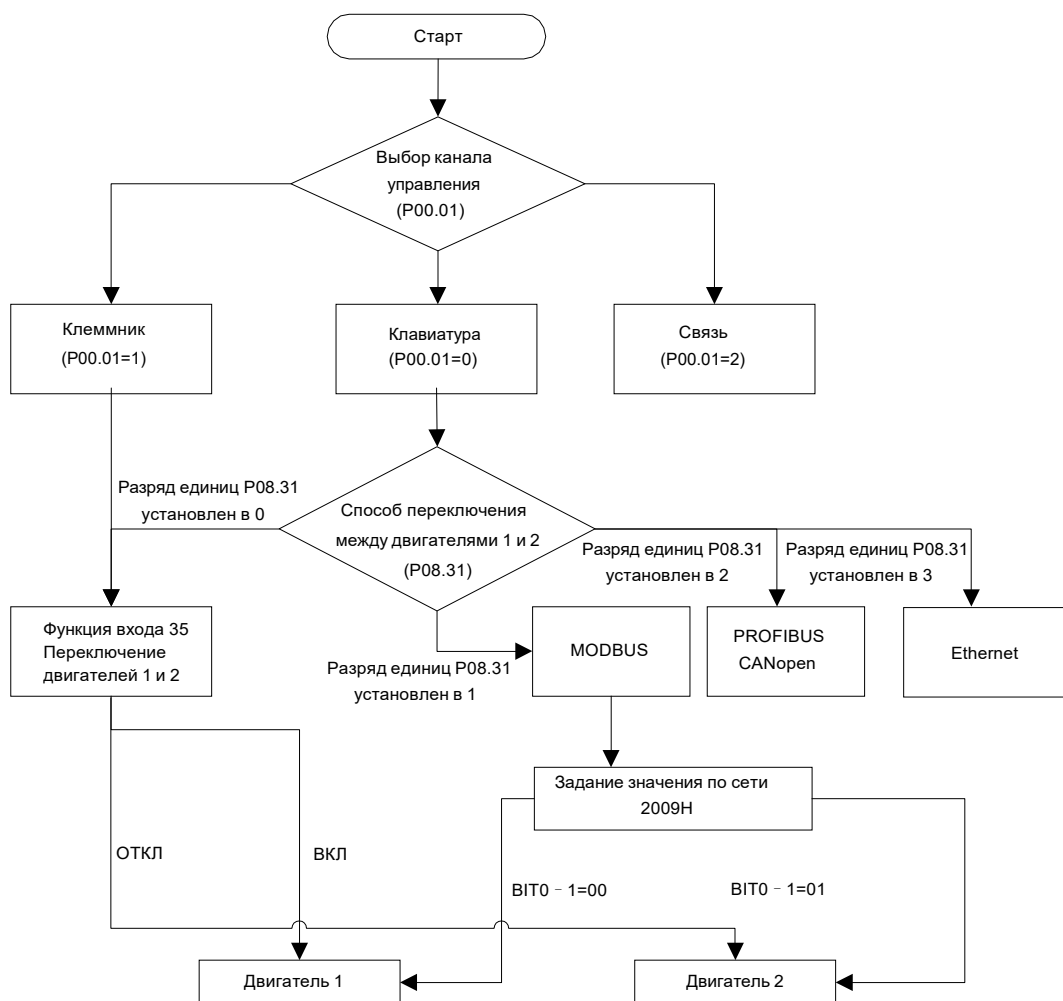 Старт
Выбор канала
управления
(P00.01)
Клеммник
(P00.01=1)
Клавиатура
(P00.01=0)
Связь
(P00.01=2)
Разряд единиц P08.31
установлен в 0
Способ переключения
между двигателями 1 и 2
(P08.31)
Разряд единиц P08.31
установлен в 2
Разряд единиц P08.31
установлен в 3
Функция входа 35
Переключение
двигателей 1 и 2
Разряд единиц P08.31
установлен в 1
MODBUS
PROFIBUS
CANopen
Ethernet
Задание значения по сети
2009H
ОТКЛ
ВКЛ
BIT0–1=00
BIT0–1=01
Двигатель 1
Двигатель 2